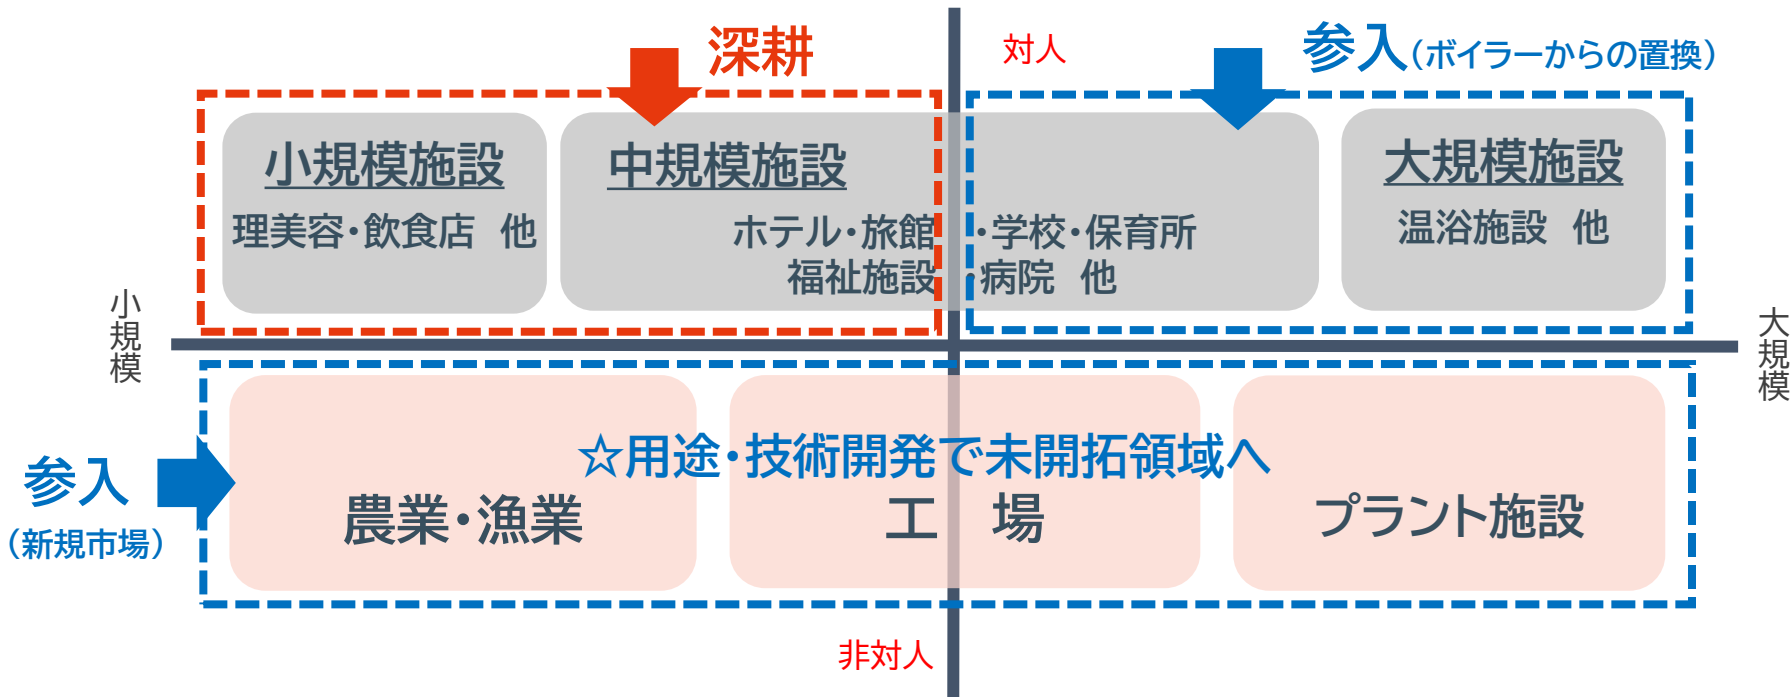 深耕
対人
参入(ボイラーからの置換)
小規模施設
中規模施設
大規模施設
理美容・飲食店　他
ホテル・旅館　・学校・保育所
福祉施設　・病院　他
温浴施設　他
小規模
大規模
☆用途・技術開発で未開拓領域へ
参入
(新規市場)
農業・漁業
工　場
プラント施設
非対人